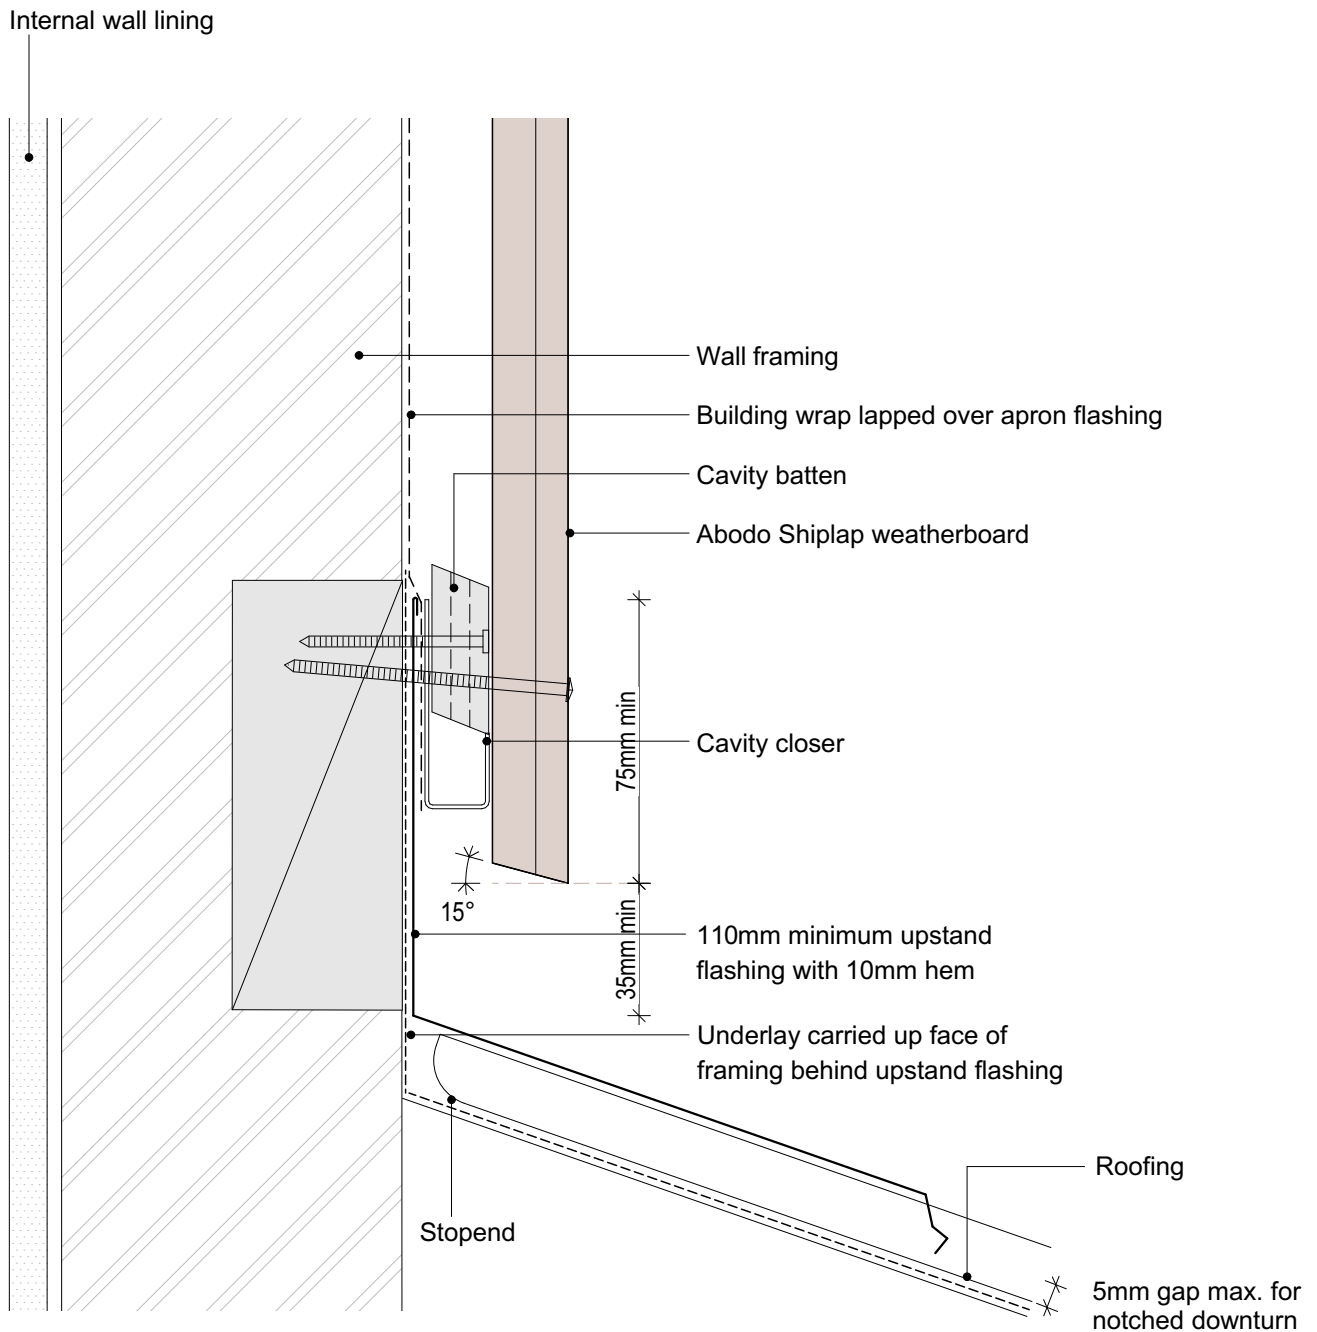 Internal wall lining
Wall framing
Building wrap lapped over apron flashing
Cavity batten
Abodo Shiplap weatherboard
75mm min
Cavity closer
15°
35mm min
110mm minimum upstand
flashing with 10mm hem
Underlay carried up face of
framing behind upstand flashing
Roofing
Stopend
5mm gap max. for
notched downturn